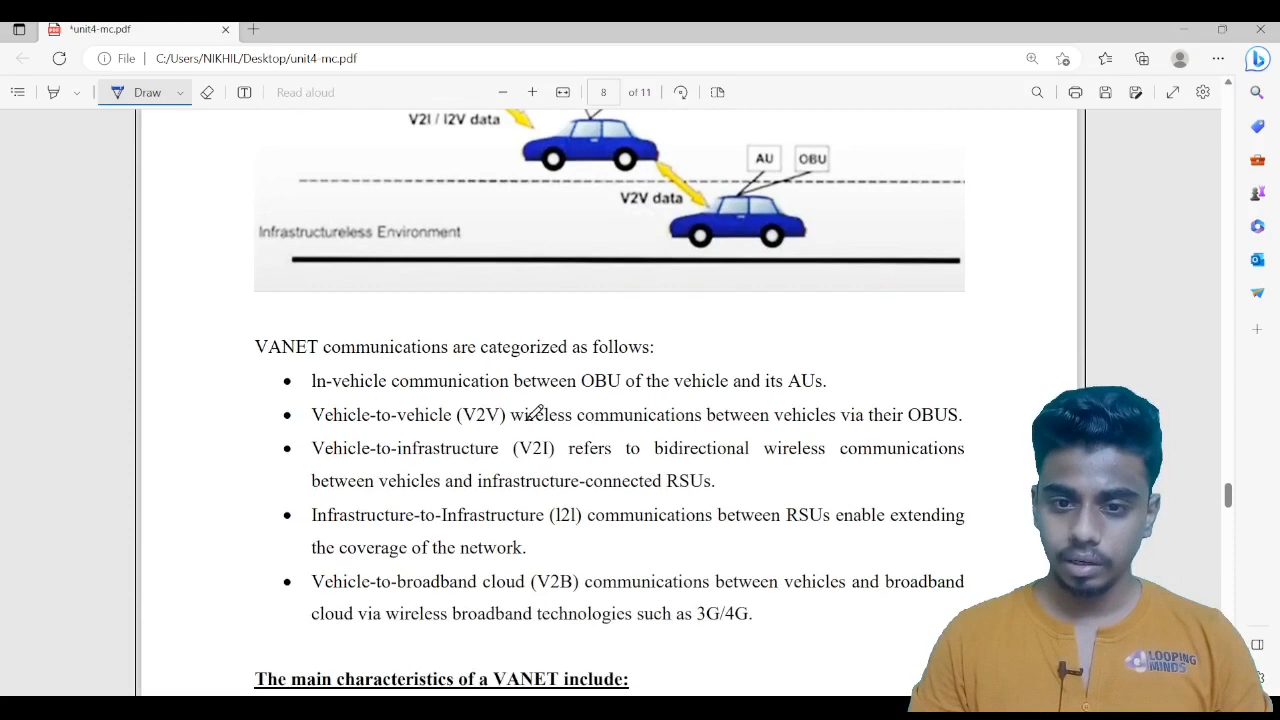 *unit4-mc.pdf
File | C:/Users/NIKHIL/Desktop/unit4-mc.pdf
Draw
Read aloud
8 of 11
V2I / I2V data
AU OBU
V2V data
Infrastructureless Environment
VANET communications are categorized as follows:
• ln-vehicle communication between OBU of the vehicle and its AUs.
• Vehicle-to-vehicle (V2V) wireless communications between vehicles via their OBUS.
• Vehicle-to-infrastructure (V2I) refers to bidirectional wireless communications
between vehicles and infrastructure-connected RSUs.
• Infrastructure-to-Infrastructure (l2l) communications between RSUs enable extending
the coverage of the network.
• Vehicle-to-broadband cloud (V2B) communications between vehicles and broadband
cloud via wireless broadband technologies such as 3G/4G.
The main characteristics of a VANET include:
LOOPING
MINDS